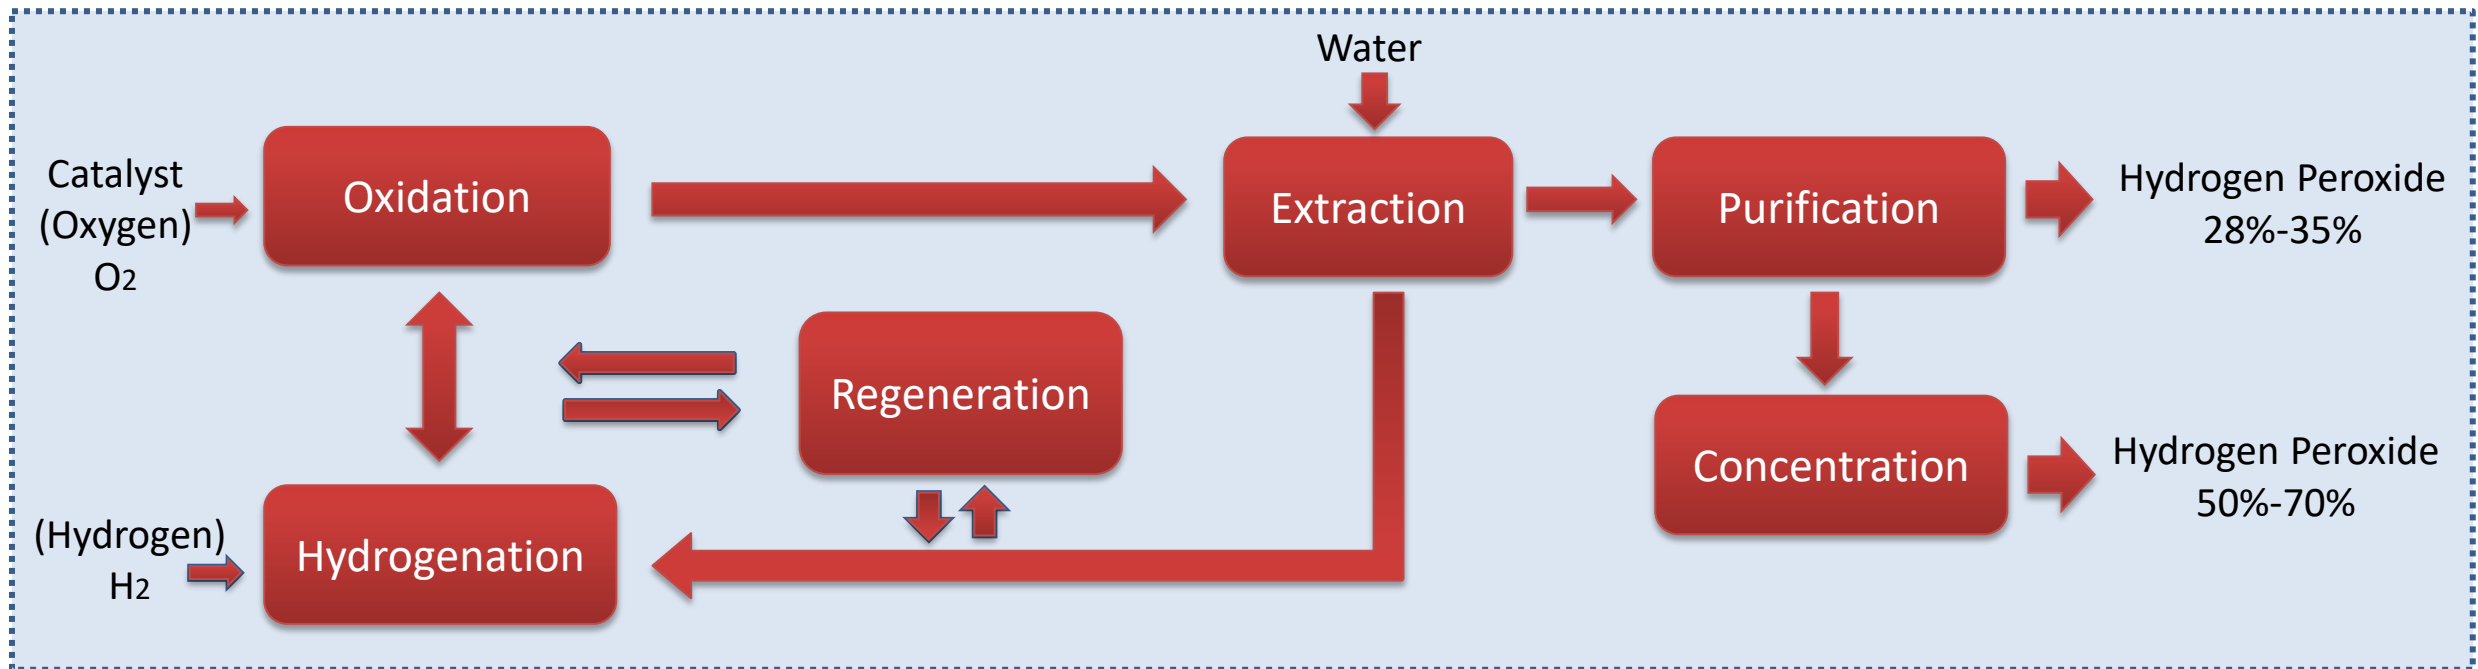 Water
Catalyst
(Oxygen)
O2
Oxidation
Extraction
Purification
Hydrogen Peroxide
28%-35%
Regeneration
Concentration
Hydrogen Peroxide
50%-70%
(Hydrogen)
H2
Hydrogenation